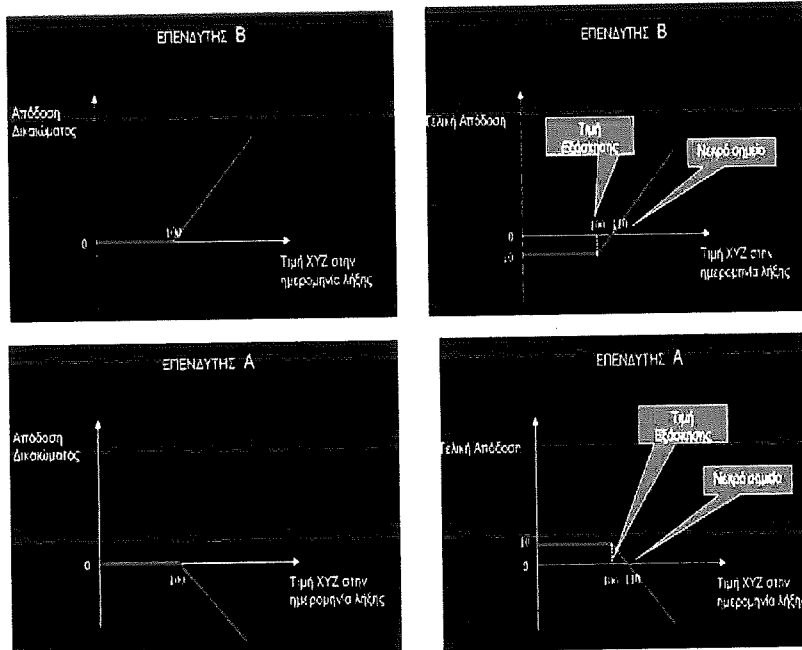 ΕΠΕΝΔΥΤΗΣ Β
Απόδοση
Δικαιώματος
0
100
Τιμή XYZ στην
ημερομηνία λήξης
ΕΠΕΝΔΥΤΗΣ Β
Τελική Απόδοση
Τιμή
Εξάσκησης
Νεκρό σημείο
100 110
0
10
Τιμή XYZ στην
ημερομηνία λήξης
ΕΠΕΝΔΥΤΗΣ Α
Απόδοση
Δικαιώματος
0
100
Τιμή XYZ στην
ημερομηνία λήξης
ΕΠΕΝΔΥΤΗΣ Α
Τελική Απόδοση
Τιμή
Εξάσκησης
Νεκρό σημείο
10
0
100 110
Τιμή XYZ στην
ημερομηνία λήξης